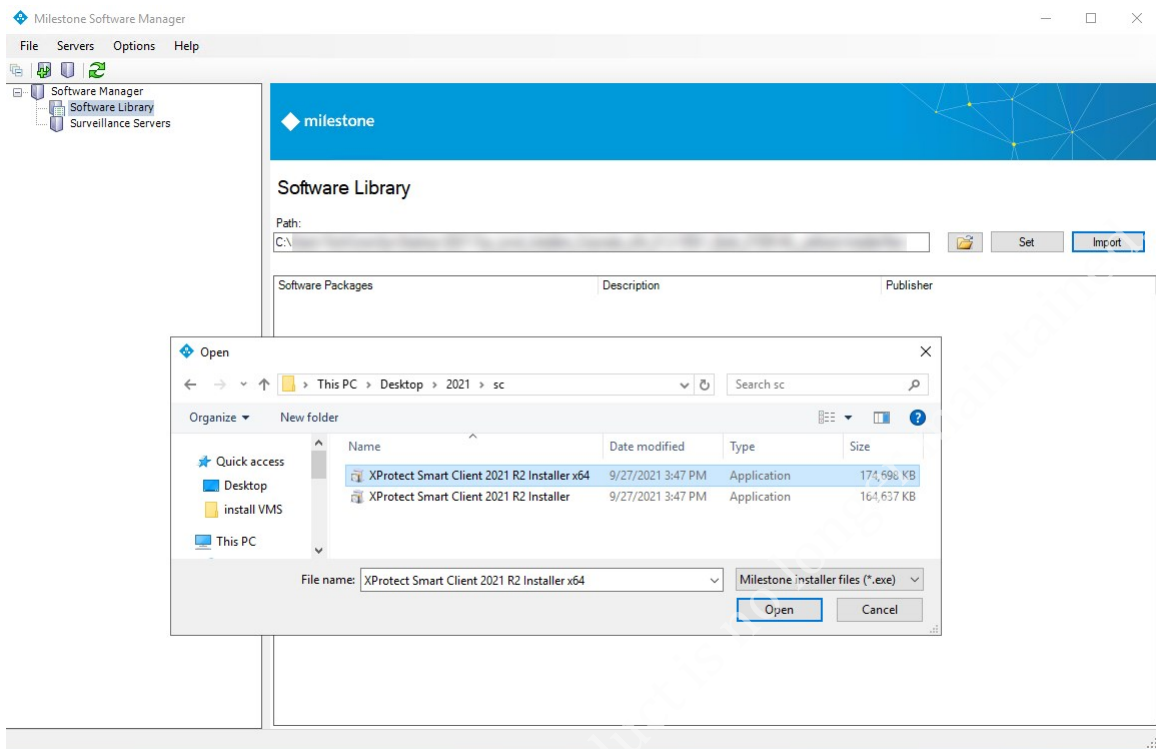 Milestone Software Manager
File Servers Options Help
Software Manager
Software Library
Surveillance Servers
milestone
Software Library
Path:
C:\
Set Import
Software Packages Description Publisher
Open
This PC > Desktop > 2021 > sc
Search sc
Organize New folder
Name Date modified Type Size
Quick access
Desktop
install VMS
This PC
XProtect Smart Client 2021 R2 Installer x64 9/27/2021 3:47 PM Application 174,698 KB
XProtect Smart Client 2021 R2 Installer 9/27/2021 3:47 PM Application 164,637 KB
File name: XProtect Smart Client 2021 R2 Installer x64 Milestone installer files (*.exe)
Open Cancel
is no longer